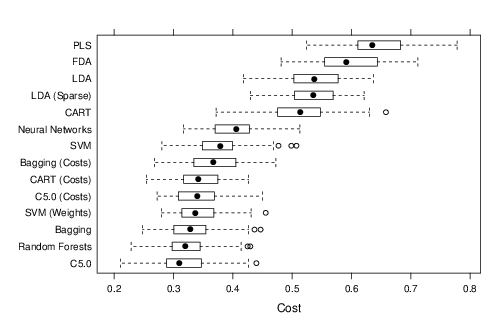 PLS
FDA
LDA
LDA (Sparse)
CART
Neural Networks
SVM
Bagging (Costs)
CART (Costs)
C5.0 (Costs)
SVM (Weights)
Bagging
Random Forests
C5.0
0.2 0.3 0.4 0.5 0.6 0.7 0.8
Cost